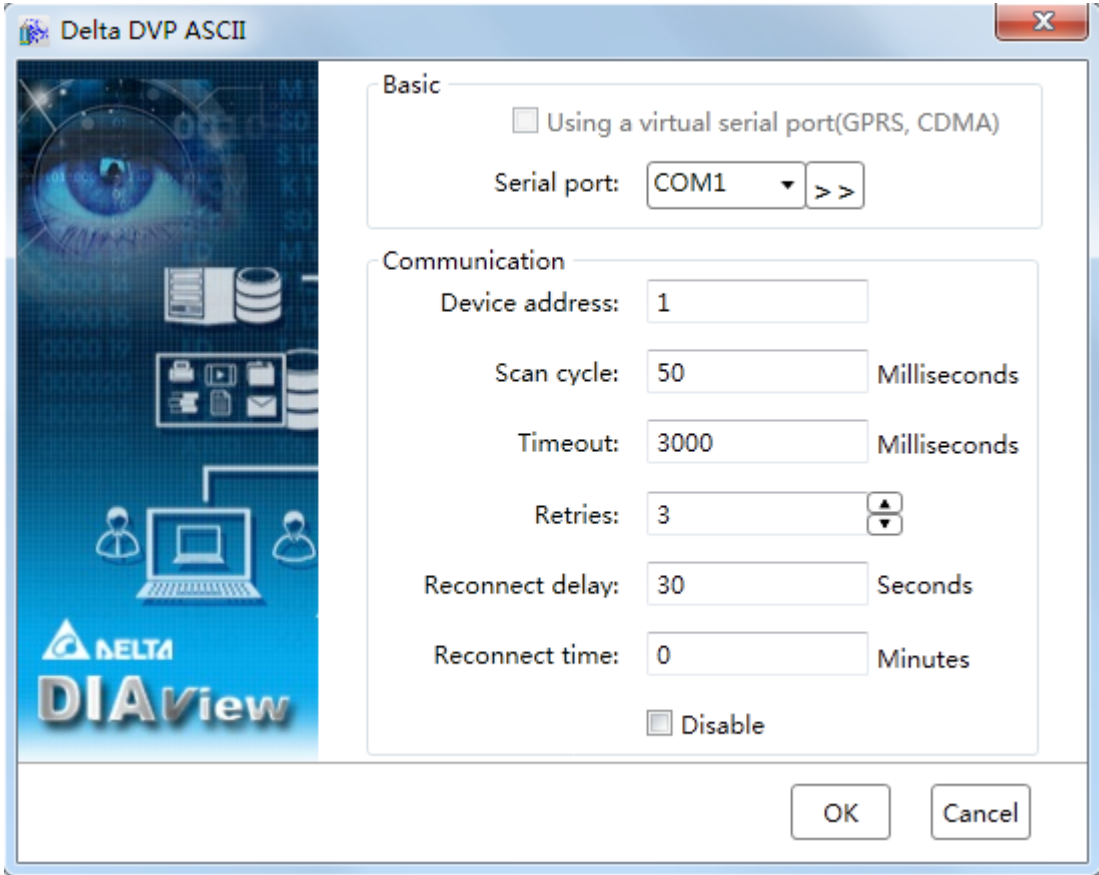 Delta DVP ASCII
Basic
Using a virtual serial port(GPRS, CDMA)
Serial port: COM1 >>
Communication
Device address: 1
Scan cycle: 50 Milliseconds
Timeout: 3000 Milliseconds
Retries: 3
Reconnect delay: 30 Seconds
Reconnect time: 0 Minutes
Disable
DELTA
DIAView
OK Cancel